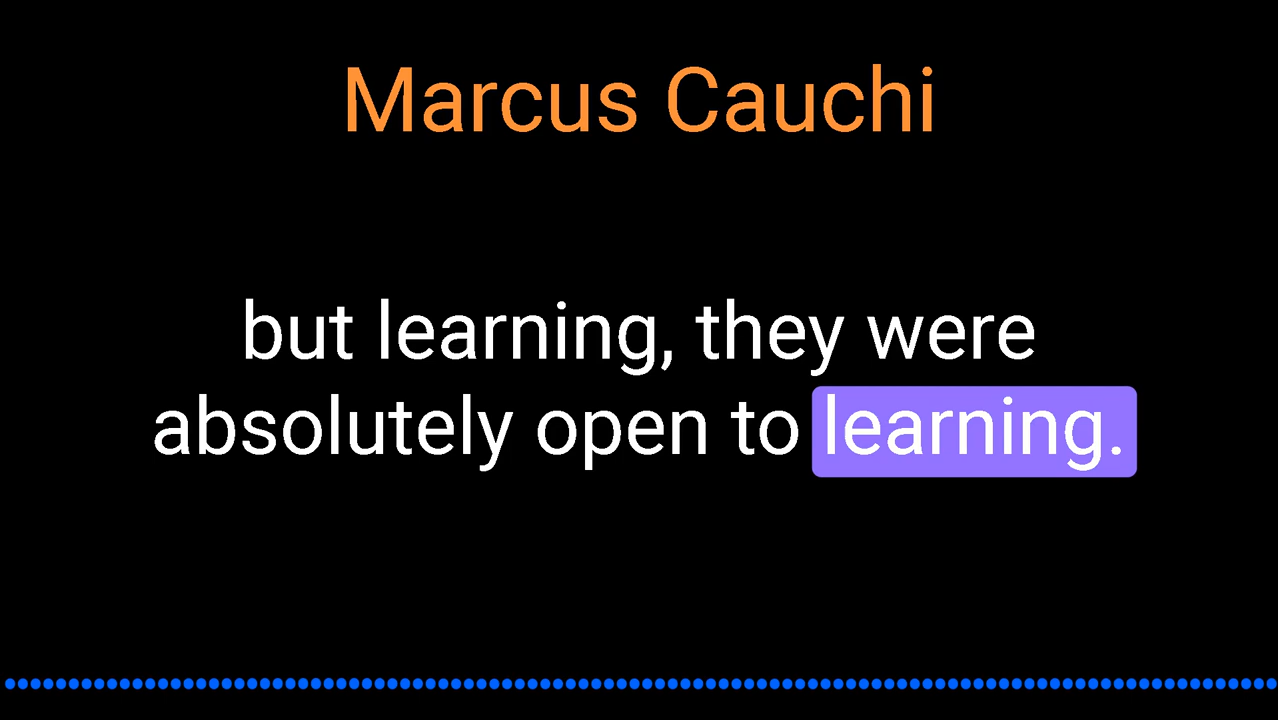 Marcus Cauchi
but learning, they were
absolutely open to learning.